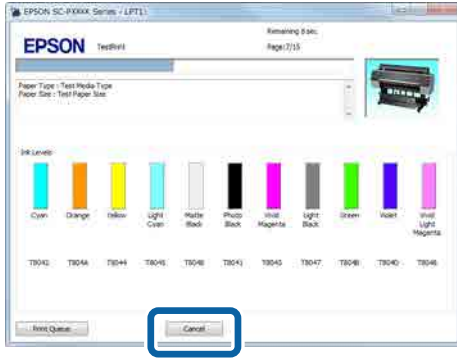 EPSON SC-PXXXX Series - LPT1:
EPSON
TestPrint
Remaining 8 sec.
Page:7/15
Paper Type : Test Media Type
Paper Size : Test Paper Size
Ink Levels:
Cyan Orange Yellow Light Cyan Matte Black Photo Black Vivid Magenta Light Black Green Violet Vivid Light Magenta
T8042 T804A T8044 T8045 T8048 T8041 T8043 T8047 T804B T804D T8046
Print Queue
Cancel